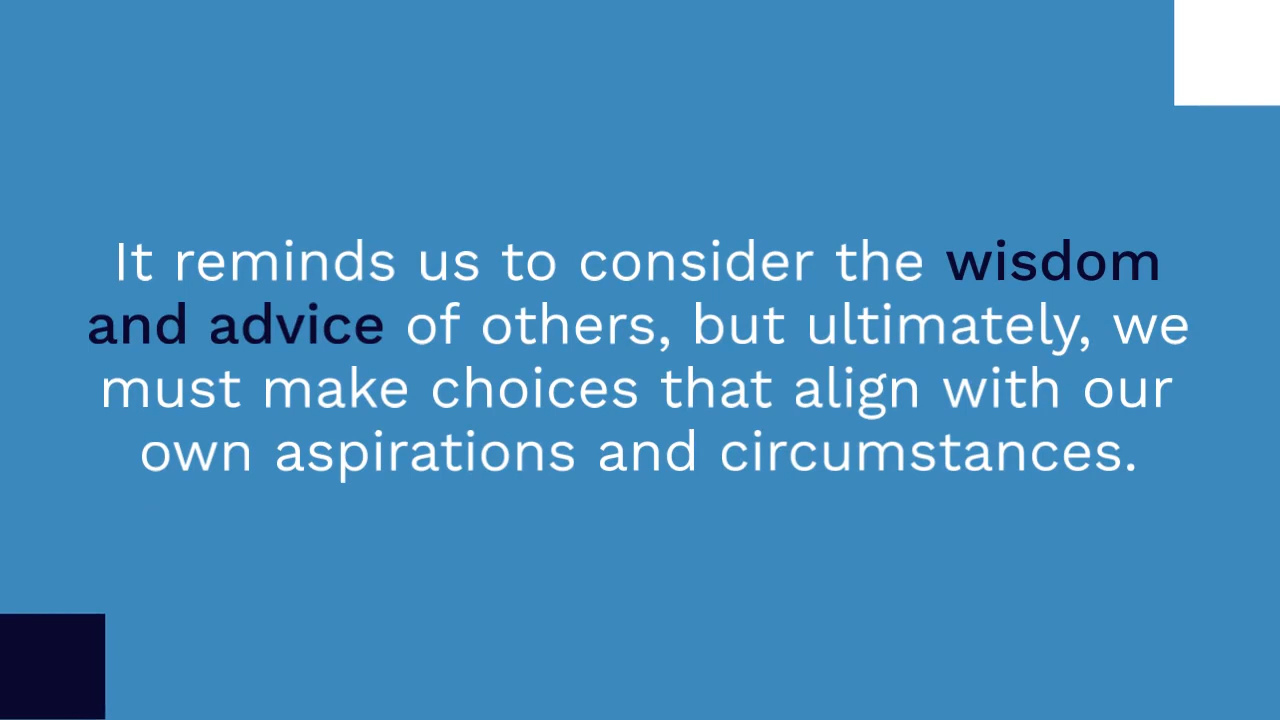 It reminds us to consider the wisdom
and advice of others, but ultimately, we
must make choices that align with our
own aspirations and circumstances.